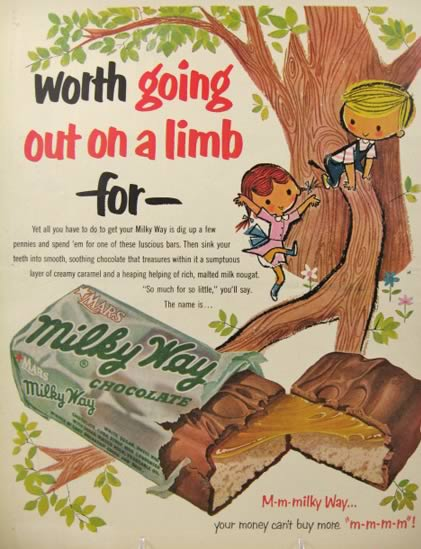 worth going
out on a limb
for
Yet all you have to do to get your Milky Way is dig up a few
pennies and spend 'em for one of these luscious bars. Then sink your
teeth into smooth, soothing chocolate that treasures within it a sumptuous
layer of creamy caramel and a heaping helping of rich, malted milk nougat.
"So much for so little," you'll say.
The name is...
MARS
Milky Way
®
CHOCOLATE
MARS
Milky Way
M-m-milky Way...
your money can't buy more "m-m-m-m"!